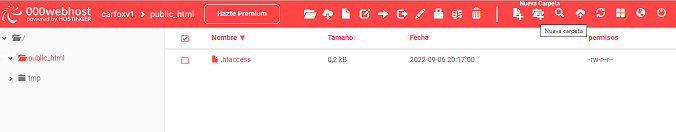 Nueva Carpeta
000webhost
powered by HOSTINGER
carfoxv1 > public_html
Hazte Premium
Nueva carpeta
/
public_html
tmp
Nombre ▼ Tamaño Fecha permisos
.htaccess 0,2 kB 2022-09-06 20:17:00 -rw-r--r--